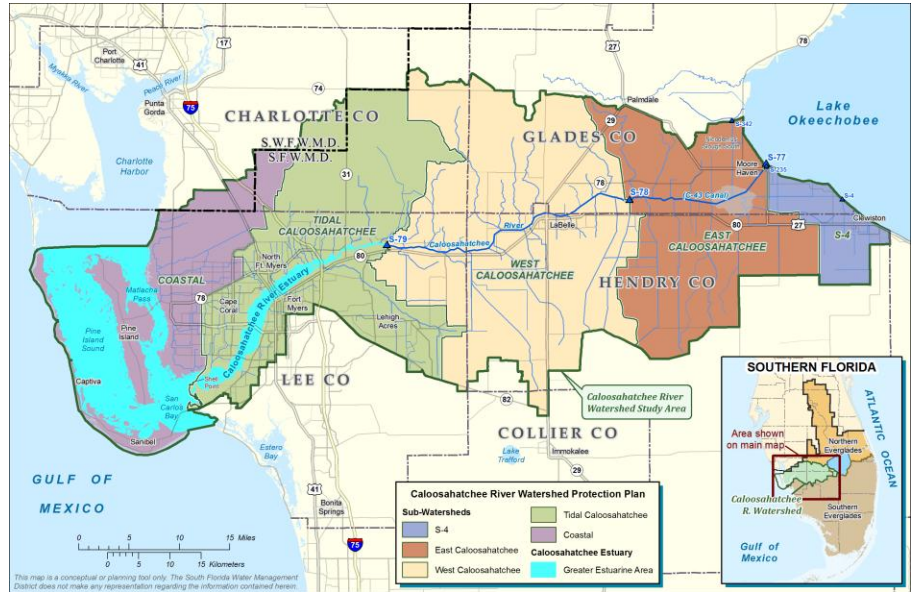 Port
Charlotte
41
17
Myakka River
Peace River
Punta
Gorda
75
74
CHARLOTTE CO
S.W.F.W.M.D.
S.F.W.M.D.
Charlotte
Harbor
31
27
78
Palmdale
29
GLADES CO
S-342
Lake
Okeechobee
Moore
Haven
S-77
S-235
78
S-78
C-43 Canal
S-4
Clewiston
TIDAL
CALOOSAHATCHEE
S-79
80
Caloosahatchee
River
LaBelle
WEST
CALOOSAHATCHEE
EAST
CALOOSAHATCHEE
80
27
S-4
HENDRY CO
COASTAL
North
Ft. Myers
78
Cape
Coral
Fort
Myers
Caloosahatchee River Estuary
Lehigh
Acres
Matlacha
Pass
Pine
Island
Pine
Island
Sound
Captiva
San
Carlos
Bay
Shell
Point
Sanibel
LEE CO
82
Caloosahatchee River
Watershed Study Area
COLLIER CO
Lake
Trafford
Immokalee
29
Estero
Bay
41
Bonita
Springs
75
GULF OF
MEXICO
0 5 10 15 Miles
0 5 10 15 Kilometers
This map is a conceptual or planning tool only. The South Florida Water Management
District does not make any representation regarding the information contained herein.
Caloosahatchee River Watershed Protection Plan
Sub-Watersheds
S-4
East Caloosahatchee
West Caloosahatchee
Tidal Caloosahatchee
Coastal
Caloosahatchee Estuary
Greater Estuarine Area
SOUTHERN FLORIDA
Area shown
on main map
ATLANTIC OCEAN
Northern
Everglades
Caloosahatchee
R. Watershed
Southern
Everglades
Gulf of
Mexico